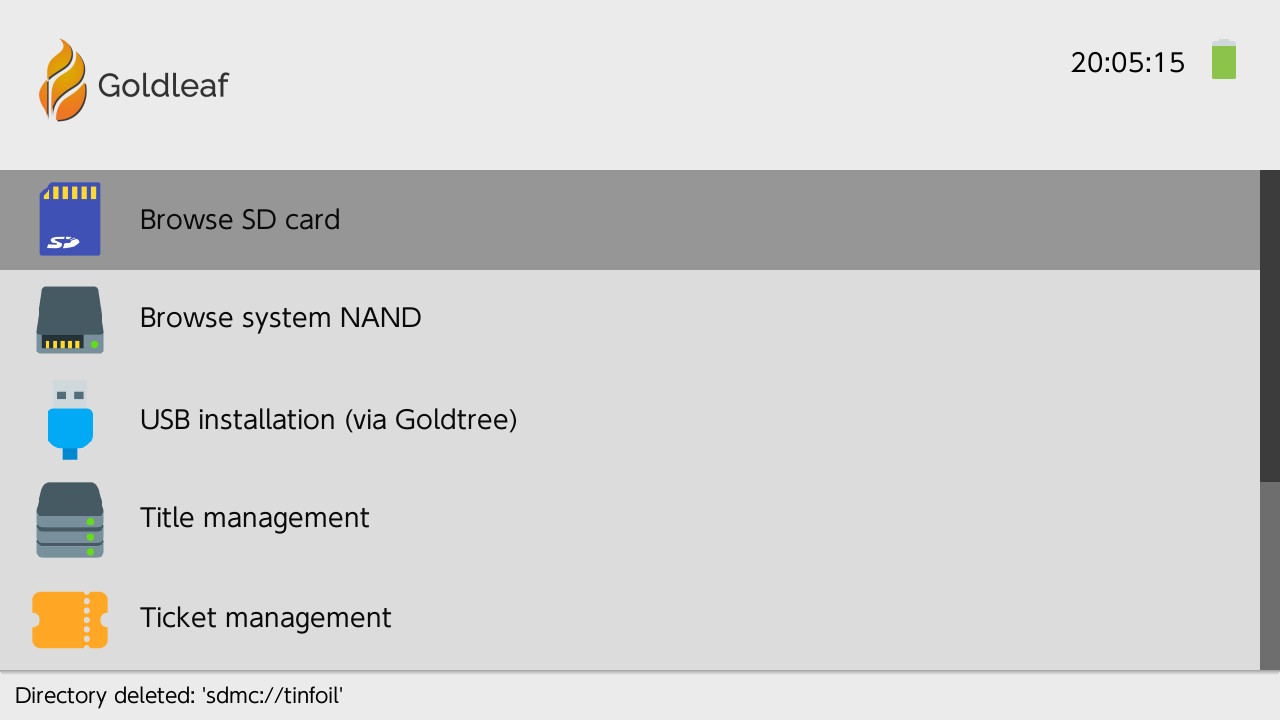 Goldleaf
20:05:15
SD
Browse SD card
Browse system NAND
USB installation (via Goldtree)
Title management
Ticket management
Directory deleted: 'sdmc://tinfoil'